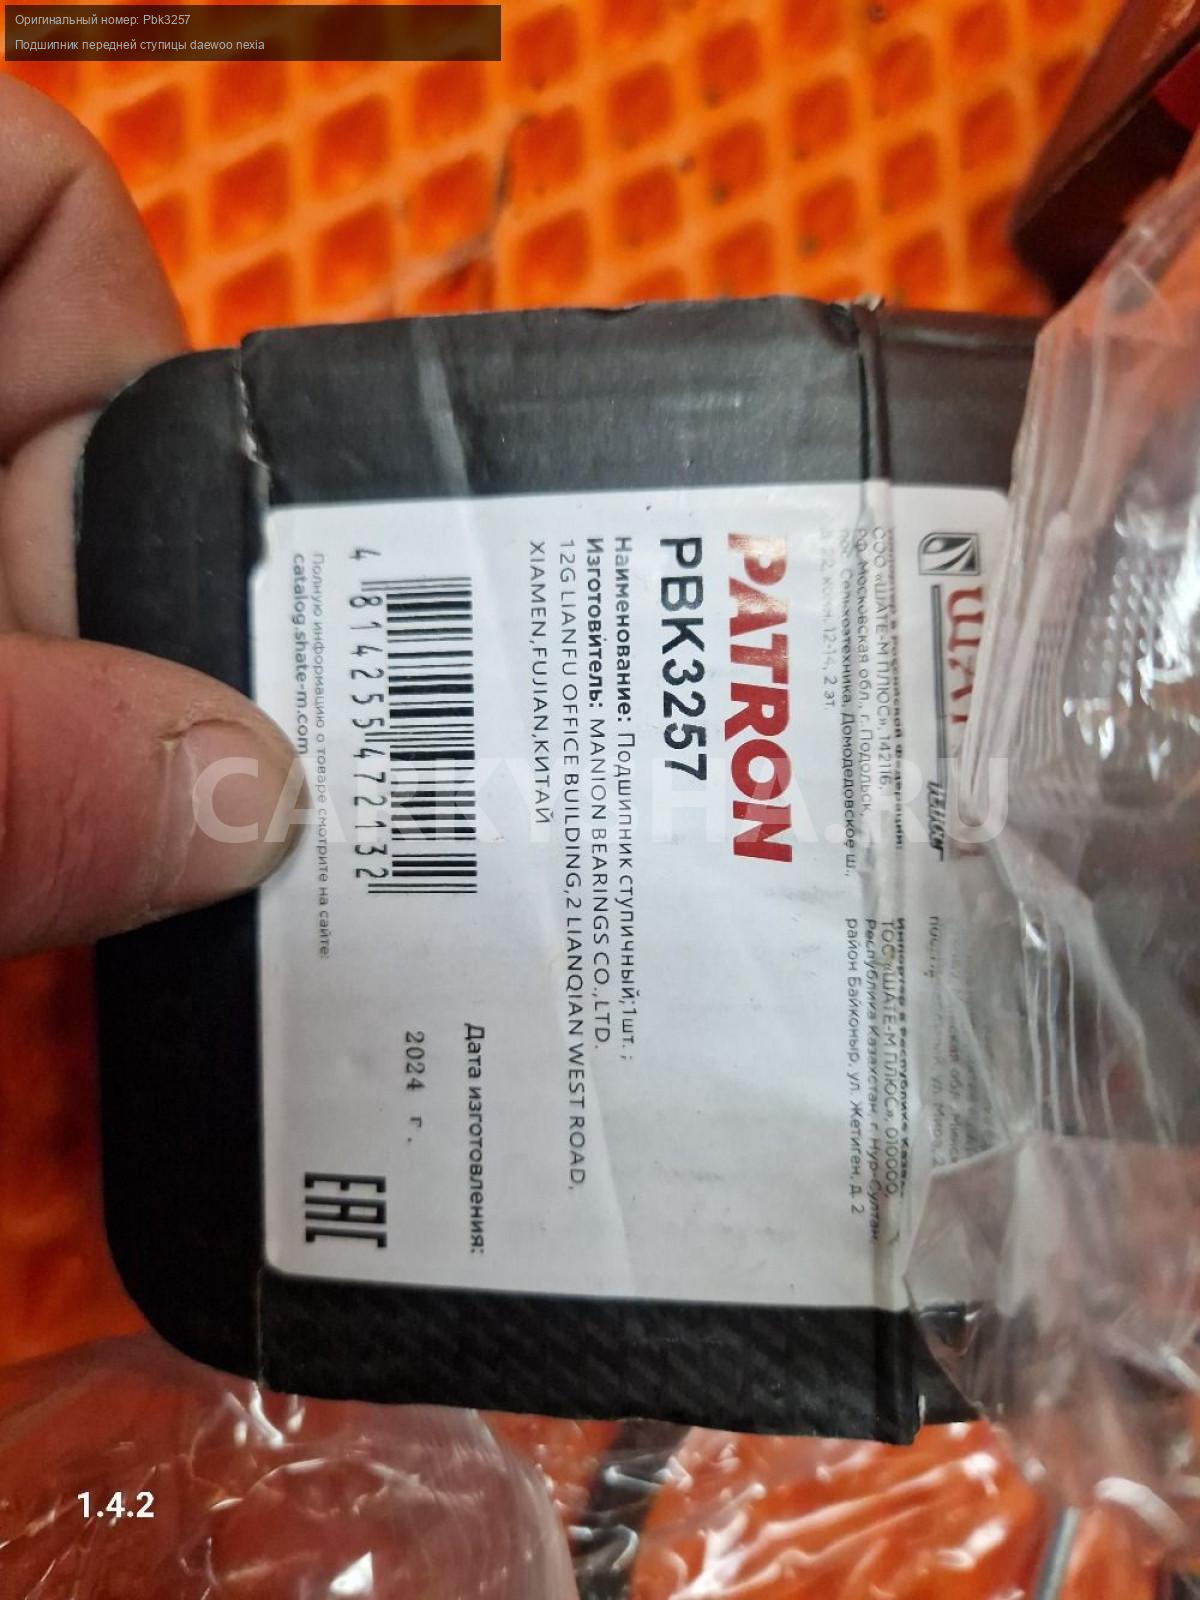 Оригинальный номер: Pbk3257
Подшипник передней ступицы daewoo nexia
ООО «ШАТЕ-М ПЛЮС», 142116,
РФ, Московская обл., г. Подольск,
пос. Сельхозтехника, Домодедовское ш.,
12-14, 2 эт.
Импортер в Республике
ТОО «ШАТЕ-М ПЛЮС», 010000,
Республика Казахстан, г. Нур-Султан,
район Байконыр, ул. Жетиген, д. 2
PATRON
PBK3257
Наименование: Подшипник ступичный;1шт. ;
Изготовитель: MANION BEARINGS CO.,LTD.
12G LIANFU OFFICE BUILDING,2 LIANQIAN WEST ROAD,
XIAMEN,FUJIAN,КИТАЙ
Дата изготовления:
2024 г.
4 814255 472132
EAC
Полную информацию о товаре смотрите на сайте:
catalog.shate-m.com
CARKYCHA.RU
1.4.2